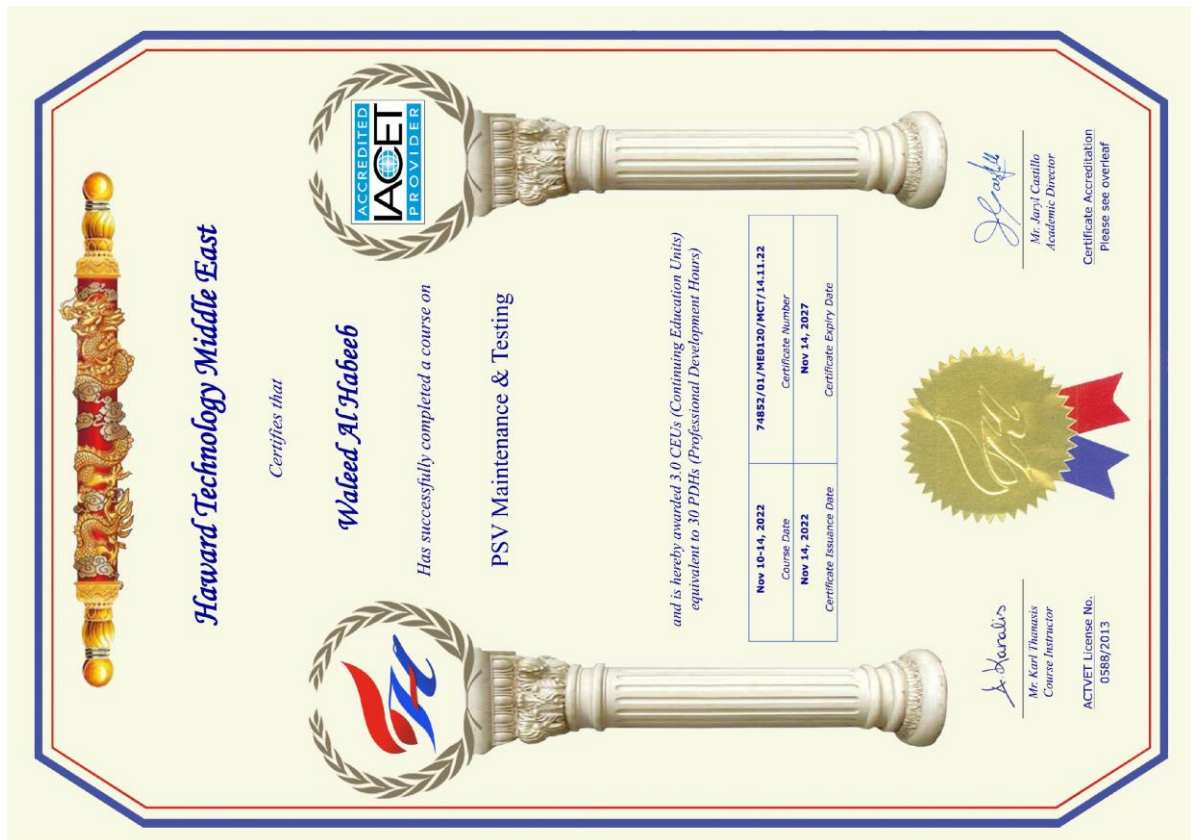 ACCREDITED
IACET
PROVIDER
Haward Technology Middle East
Certifies that
Waleed Al Habeeb
Has successfully completed a course on
PSV Maintenance & Testing
and is hereby awarded 3.0 CEUs (Continuing Education Units)
equivalent to 30 PDHs (Professional Development Hours)
Nov 10-14, 2022 74852/01/ME0120/MCT/14.11.22
Course Date Certificate Number
Nov 14, 2022 Nov 14, 2027
Certificate Issuance Date Certificate Expiry Date
Mr. Karl Thanasis
Course Instructor
ACTVET License No.
0588/2013
Mr. Jaryl Castillo
Academic Director
Certificate Accreditation
Please see overleaf